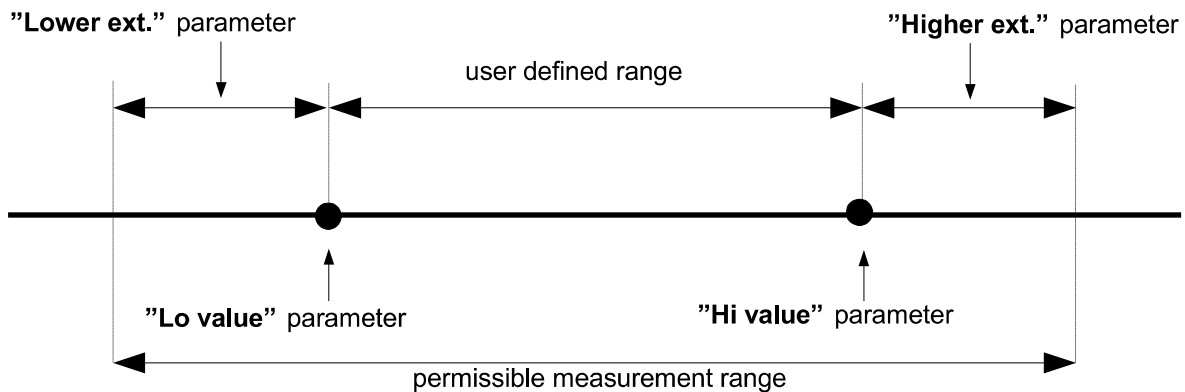 ”Lower ext.” parameter
”Higher ext.” parameter
user defined range
”Lo value” parameter
”Hi value” parameter
permissible measurement range